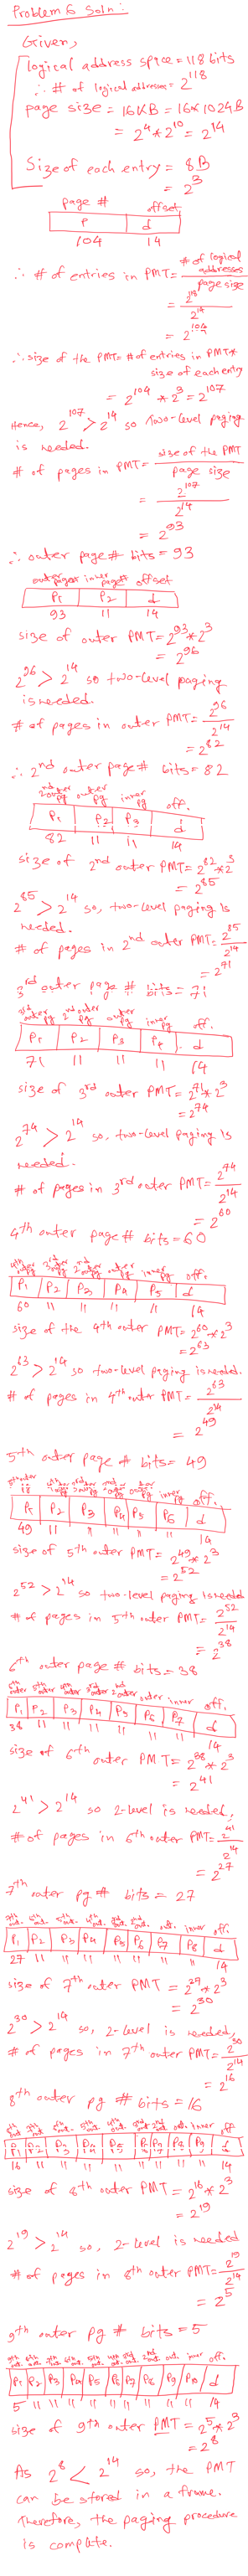 Problem 6 Soln:
Given,
logical address space = 118 bits
∴ # of logical addresses = 2^118
page size = 16KB = 16*1024B
= 2^4 * 2^10 = 2^14
Size of each entry = 8B
= 2^3
page # offset
P d
104 14
∴ # of entries in PMT = # of logical addresses / page size
= 2^118 / 2^14
= 2^104
∴ size of the PMT = # of entries in PMT *
size of each entry
= 2^104 * 2^3 = 2^107
Hence, 2^107 > 2^14 so two-level paging
is needed.
# of pages in PMT = size of the PMT / page size
= 2^107 / 2^14
= 2^93
∴ outer page # bits = 93
outer page# inner page# offset
P1 P2 d
93 11 14
size of outer PMT = 2^93 * 2^3
= 2^96
2^96 > 2^14 so two-level paging
is needed.
# of pages in outer PMT = 2^96 / 2^14
= 2^82
∴ 2nd outer page # bits = 82
2nd outer pg outer pg inner pg off.
P1 P2 P3 d
82 11 11 14
size of 2nd outer PMT = 2^82 * 2^3
= 2^85
2^85 > 2^14 so, two-level paging is
needed.
# of pages in 2nd outer PMT = 2^85 / 2^14
= 2^71
3rd outer page # bits = 71
3rd outer pg 2nd outer pg outer pg inner pg off.
P1 P2 P3 P4 d
71 11 11 11 14
size of 3rd outer PMT = 2^71 * 2^3
= 2^74
2^74 > 2^14 so, two-level paging is
needed.
# of pages in 3rd outer PMT = 2^74 / 2^14
= 2^60
4th outer page # bits = 60
4th outer pg 3rd outer pg 2nd outer pg outer pg inner pg off.
P1 P2 P3 P4 P5 d
60 11 11 11 11 14
size of the 4th outer PMT = 2^60 * 2^3
= 2^63
2^63 > 2^14 so two-level paging is needed.
# of pages in 4th outer PMT = 2^63 / 2^14
= 2^49
5th outer page # bits = 49
5th outer pg 4th outer pg 3rd outer pg 2nd outer pg outer pg inner pg off.
P1 P2 P3 P4 P5 P6 d
49 11 11 11 11 11 14
size of 5th outer PMT = 2^49 * 2^3
= 2^52
2^52 > 2^14 so two-level paging is needed
# of pages in 5th outer PMT = 2^52 / 2^14
= 2^38
6th outer page # bits = 38
6th outer 5th outer 4th outer 3rd outer 2nd outer outer inner off.
P1 P2 P3 P4 P5 P6 P7 d
38 11 11 11 11 11 11 14
size of 6th
outer PMT = 2^38 * 2^3
= 2^41
2^41 > 2^14 so 2-level is needed.
# of pages in 6th outer PMT = 2^41 / 2^14
= 2^27
7th outer pg # bits = 27
7th out. 6th out. 5th out. 4th out. 3rd out. 2nd out. out. inner off.
P1 P2 P3 P4 P5 P6 P7 P8 d
27 11 11 11 11 11 11 11 14
size of 7th outer PMT = 2^27 * 2^3
= 2^30
2^30 > 2^14 so, 2-level is needed
# of pages in 7th outer PMT = 2^30 / 2^14
= 2^16
8th outer pg # bits = 16
8th out. 7th out. 6th out. 5th out. 4th out. 3rd out. 2nd out. out. inner off
P1 P2 P3 P4 P5 P6 P7 P8 P9 d
16 11 11 11 11 11 11 11 11 14
size of 8th outer PMT = 2^16 * 2^3
= 2^19
2^19 > 2^14 so, 2-level is needed
# of pages in 8th outer PMT = 2^19 / 2^14
= 2^5
9th outer pg # bits = 5
9th out. 8th out. 7th out. 6th out. 5th out. 4th out. 3rd out. 2nd out. out. inner off.
P1 P2 P3 P4 P5 P6 P7 P8 P9 P10 d
5 11 11 11 11 11 11 11 11 11 14
size of 9th outer PMT = 2^5 * 2^3
= 2^8
As 2^8 < 2^14 so, the PMT
can be stored in a frame.
Therefore, the paging procedure
is complete.